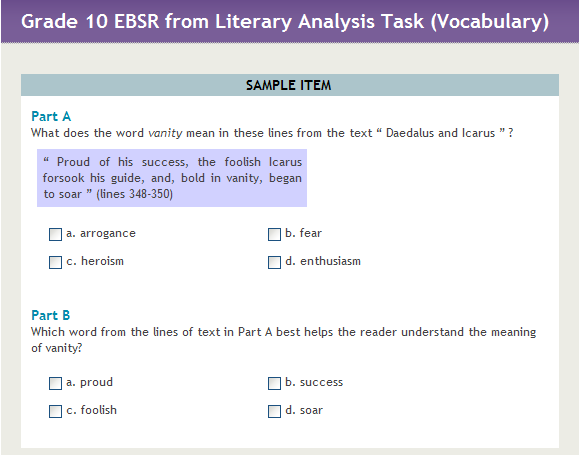 Grade 10 EBSR from Literary Analysis Task (Vocabulary)
SAMPLE ITEM
Part A
What does the word vanity mean in these lines from the text “ Daedalus and Icarus ” ?
“ Proud of his success, the foolish Icarus
forsook his guide, and, bold in vanity, began
to soar ” (lines 348-350)
a. arrogance b. fear
c. heroism d. enthusiasm
Part B
Which word from the lines of text in Part A best helps the reader understand the meaning
of vanity?
a. proud b. success
c. foolish d. soar